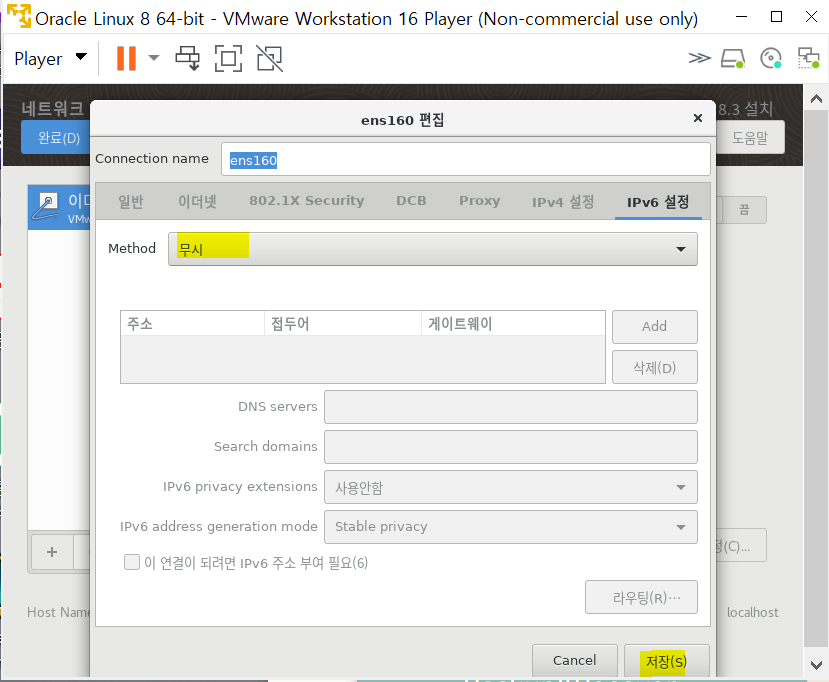 Oracle Linux 8 64-bit - VMware Workstation 16 Player (Non-commercial use only)
Player
네트워크
8.3 설치
완료(D)
도움말
ens160 편집
Connection name
ens160
일반
이더넷
802.1X Security
DCB
Proxy
IPv4 설정
IPv6 설정
끔
Method
무시
주소
접두어
게이트웨이
Add
삭제(D)
DNS servers
Search domains
IPv6 privacy extensions
사용안함
IPv6 address generation mode
Stable privacy
이 연결이 되려면 IPv6 주소 부여 필요(6)
라우팅(R)…
Host Name
localhost
Cancel
저장(S)